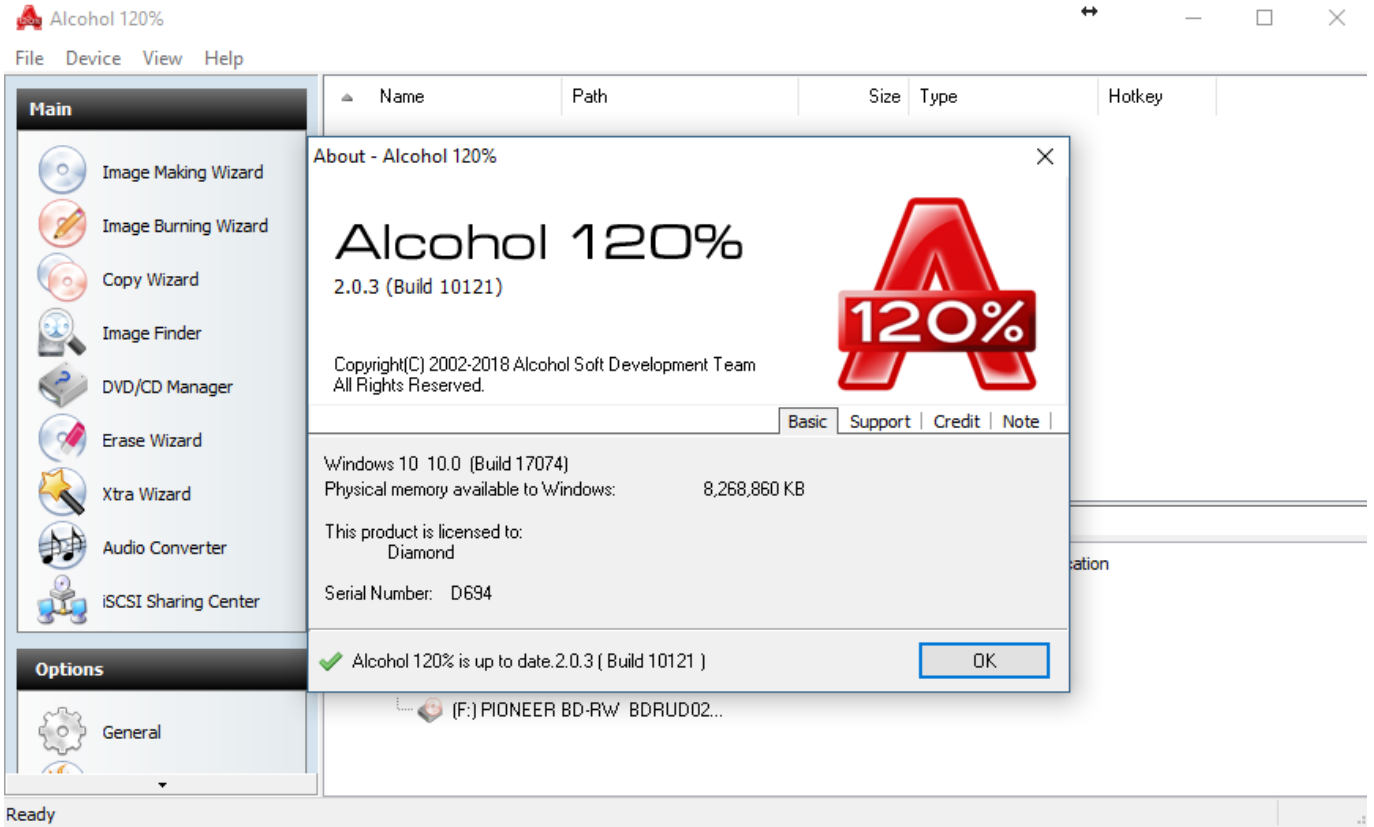 Alcohol 120%
File Device View Help
Main
Image Making Wizard
Image Burning Wizard
Copy Wizard
Image Finder
DVD/CD Manager
Erase Wizard
Xtra Wizard
Audio Converter
iSCSI Sharing Center
Options
General
Name Path Size Type Hotkey
About - Alcohol 120%
Alcohol 120%
2.0.3 (Build 10121)
120%
Copyright(C) 2002-2018 Alcohol Soft Development Team
All Rights Reserved.
Basic Support Credit Note
Windows 10 10.0 (Build 17074)
Physical memory available to Windows: 8,268,860 KB
This product is licensed to:
Diamond
Serial Number: D694
Alcohol 120% is up to date.2.0.3 ( Build 10121 )
OK
(F:) PIONEER BD-RW BDRUD02...
Ready